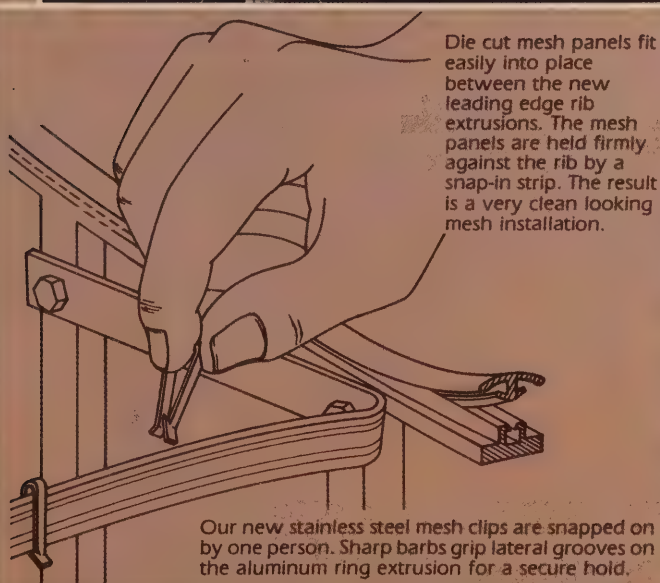 Die cut mesh panels fit
easily into place
between the new
leading edge rib
extrusions. The mesh
panels are held firmly
against the rib by a
snap-in strip. The result
is a very clean looking
mesh installation.
Our new stainless steel mesh clips are snapped on
by one person. Sharp barbs grip lateral grooves on
the aluminum ring extrusion for a secure hold.